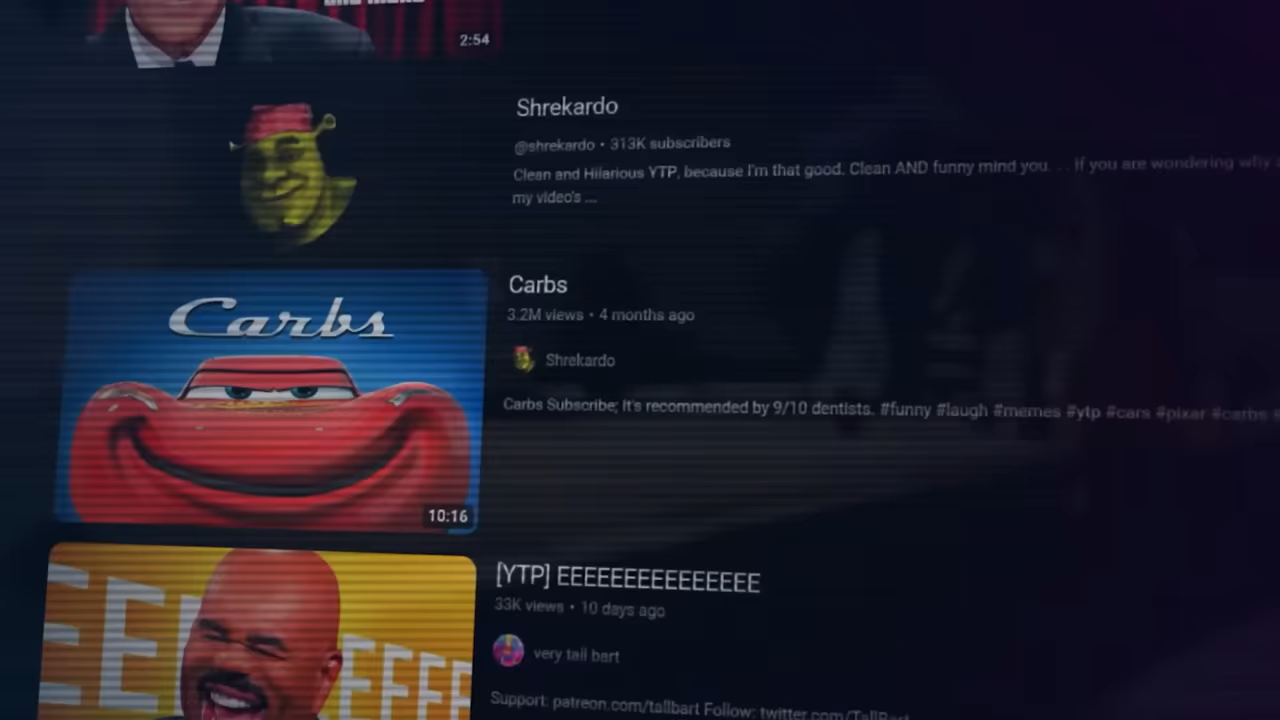 2:54
Shrekardo
@shrekardo • 313K subscribers
Clean and Hilarious YTP, because I'm that good. Clean AND funny mind you. . . If you are wondering why
my video's ...
Carbs
Carbs
3.2M views • 4 months ago
Shrekardo
Carbs Subscribe; It's recommended by 9/10 dentists. #funny #laugh #memes #ytp #cars #pixar #carbs
10:16
[YTP] EEEEEEEEEEEEEEE
33K views • 10 days ago
EE EEEE
very tall bart
Support: patreon.com/tallbart Follow: twitter.com/TallBart